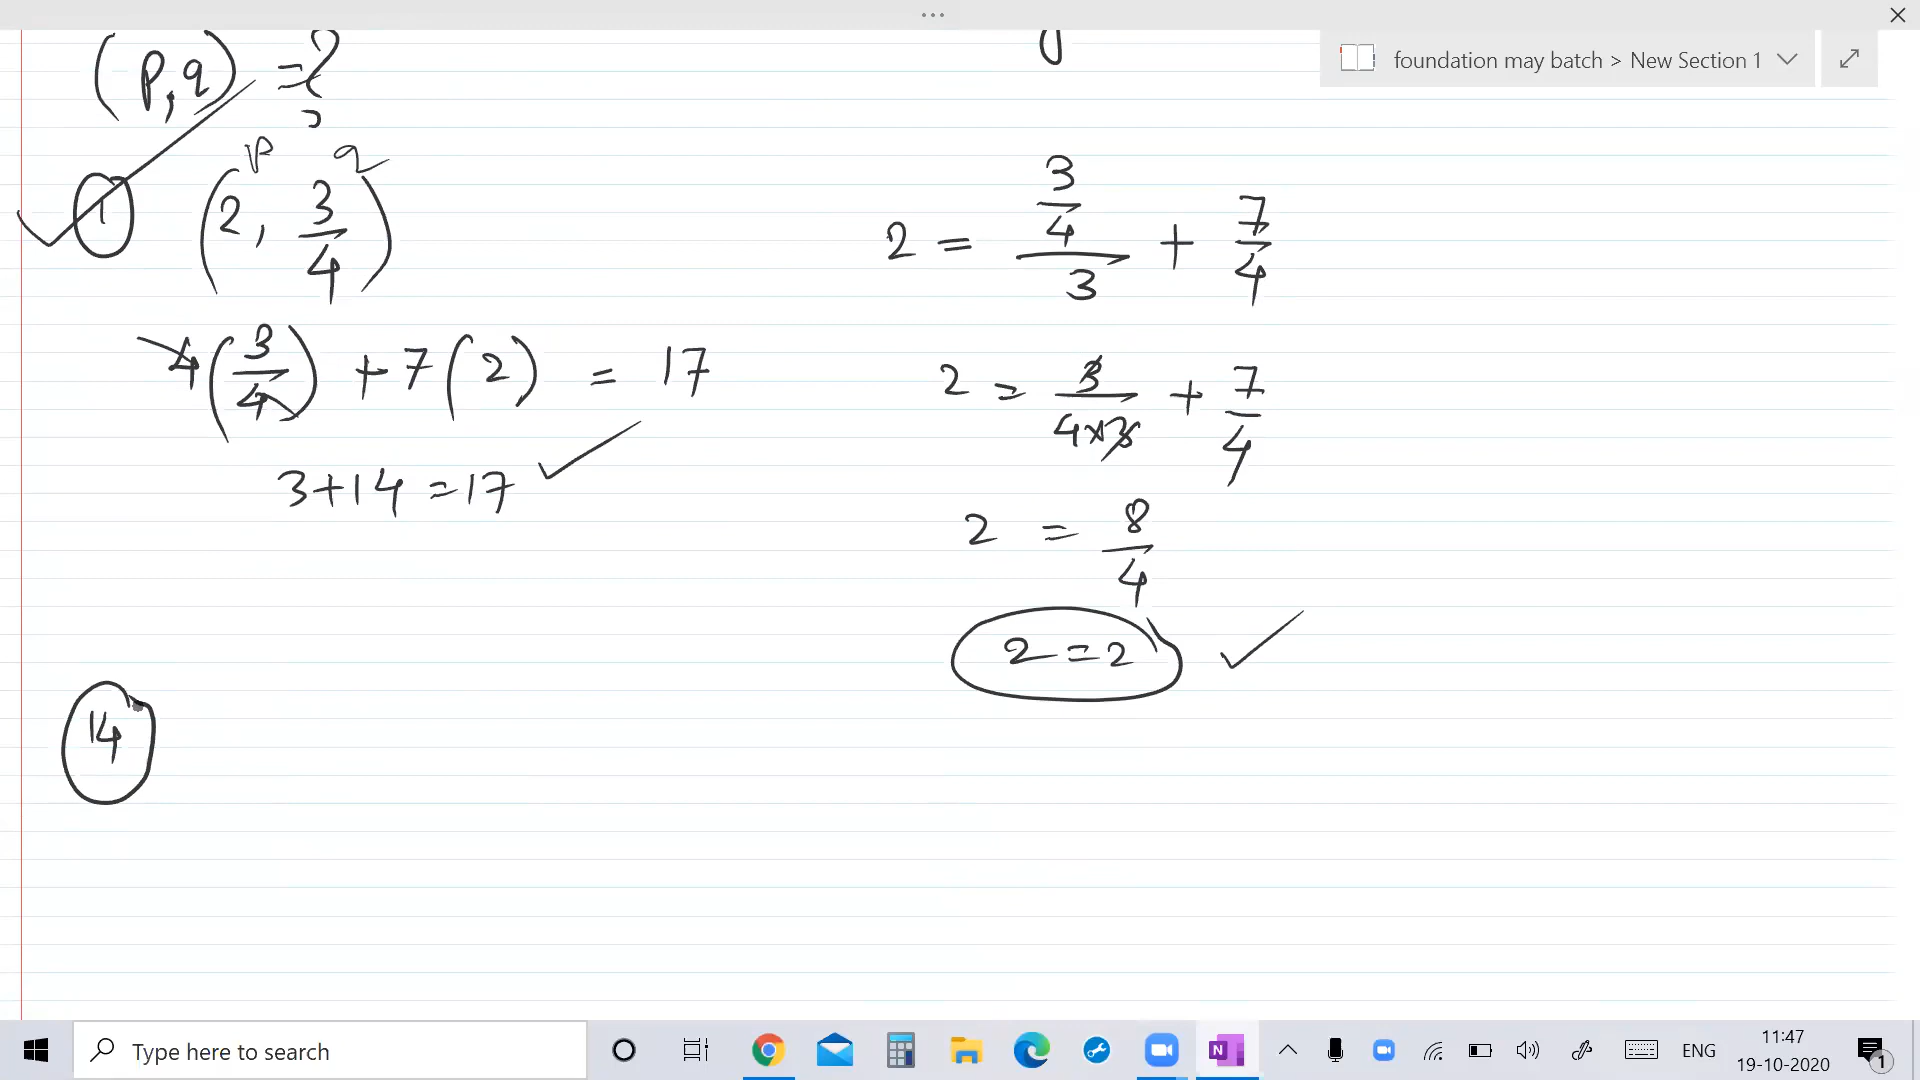 (p,q) = ?
foundation may batch > New Section 1
p q
① (2, 3/4)
4(3/4) + 7(2) = 17
3+14 = 17 ✓
2 = (3/4)/3 + 7/4
2 = 3/(4×3) + 7/4
2 = 8/4
2 = 2 ✓
14
Type here to search
ENG
11:47
19-10-2020
1